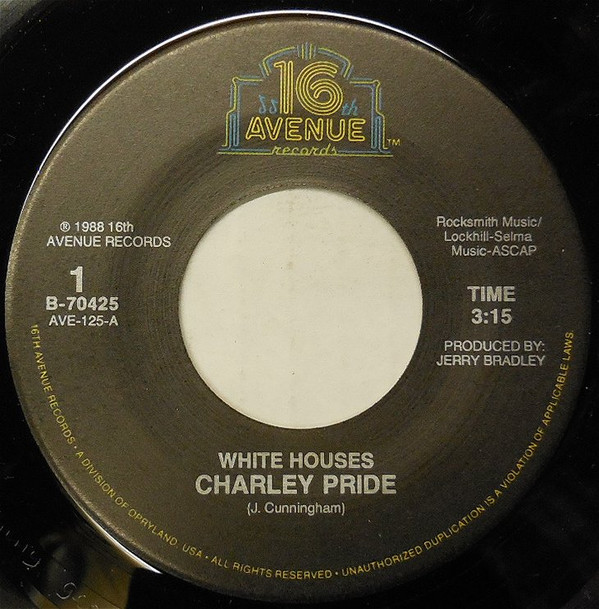 16th
AVENUE
records™
℗ 1988 16th
AVENUE RECORDS
1
B-70425
AVE-125-A
Rocksmith Music/
Lockhill-Selma
Music-ASCAP
TIME
3:15
PRODUCED BY:
JERRY BRADLEY
WHITE HOUSES
CHARLEY PRIDE
(J. Cunningham)
16TH AVENUE RECORDS • A DIVISION OF OPRYLAND, USA • ALL RIGHTS RESERVED • UNAUTHORIZED DUPLICATION IS A VIOLATION OF APPLICABLE LAWS